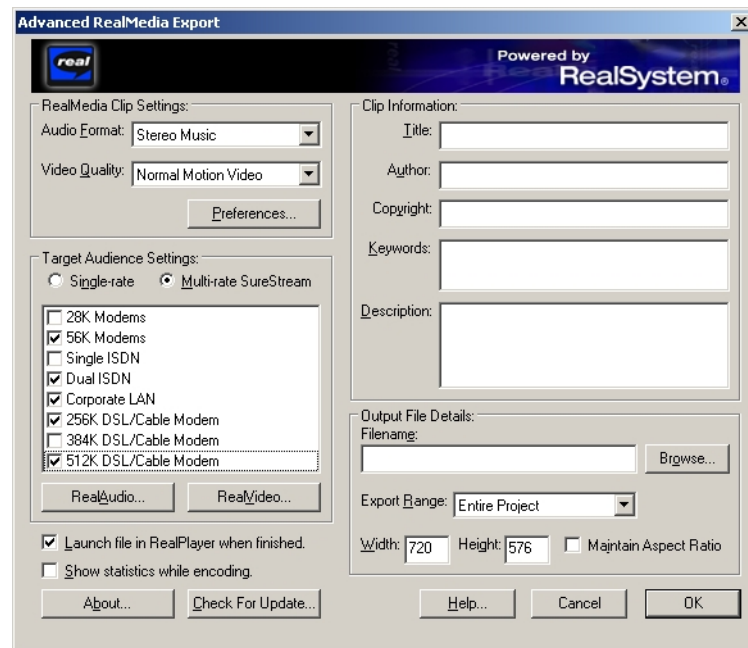 Advanced RealMedia Export
real
Powered by
RealSystem®
RealMedia Clip Settings:
Audio Format: Stereo Music
Video Quality: Normal Motion Video
Preferences...
Target Audience Settings:
Single-rate Multi-rate SureStream
28K Modems
56K Modems
Single ISDN
Dual ISDN
Corporate LAN
256K DSL/Cable Modem
384K DSL/Cable Modem
512K DSL/Cable Modem
RealAudio... RealVideo...
Launch file in RealPlayer when finished.
Show statistics while encoding.
About... Check For Update...
Clip Information:
Title:
Author:
Copyright:
Keywords:
Description:
Output File Details:
Filename:
Browse...
Export Range: Entire Project
Width: 720 Height: 576 Maintain Aspect Ratio
Help... Cancel OK